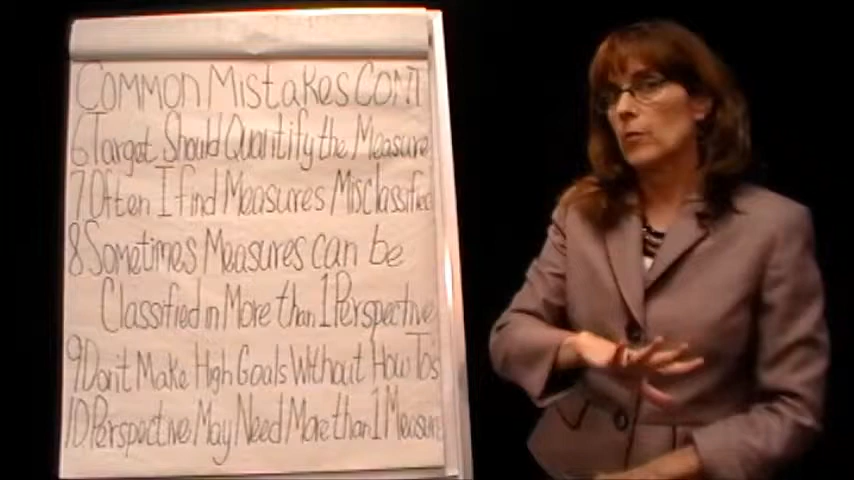 Common Mistakes Con't
6 Target Should Quantify the Measure
7 Often I find Measures Misclassified
8 Sometimes Measures can be
Classified in More than 1 Perspective
9 Don't Make High Goals Without How To's
10 Perspective May Need More than 1 Measure